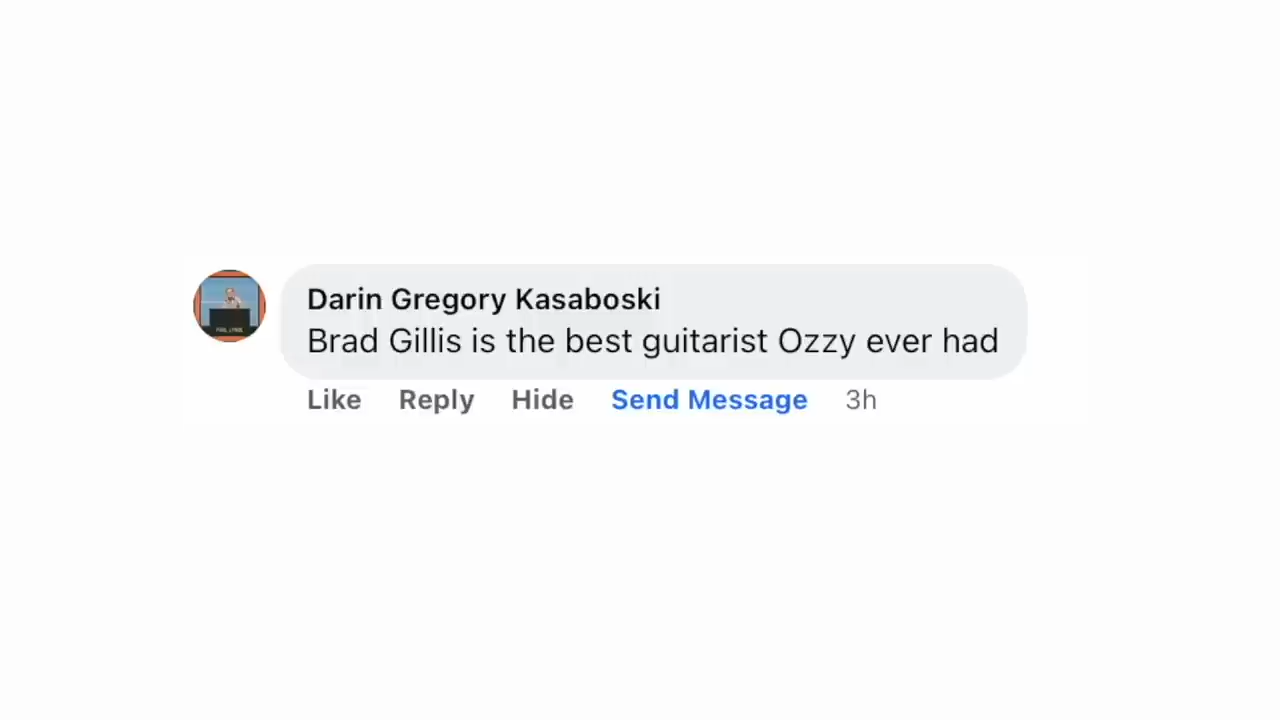 Darin Gregory Kasaboski
Brad Gillis is the best guitarist Ozzy ever had
Like Reply Hide Send Message 3h